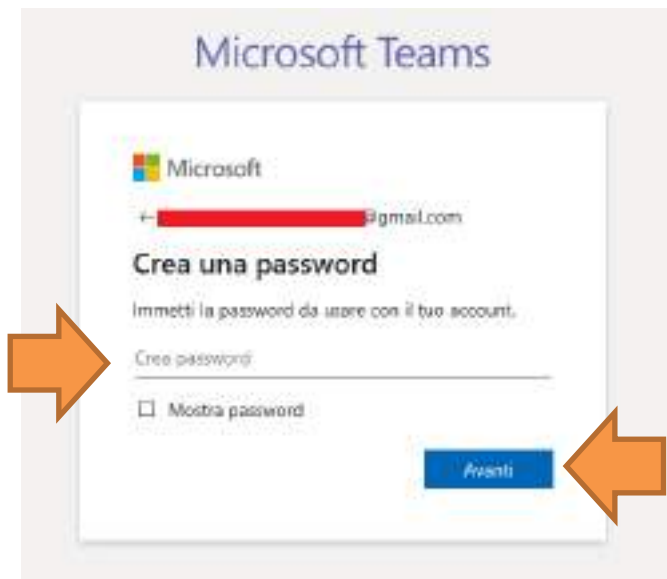 Microsoft Teams
Microsoft
@gmail.com
Crea una password
Immetti la password da usare con il tuo account.
Crea password
Mostra password
Avanti